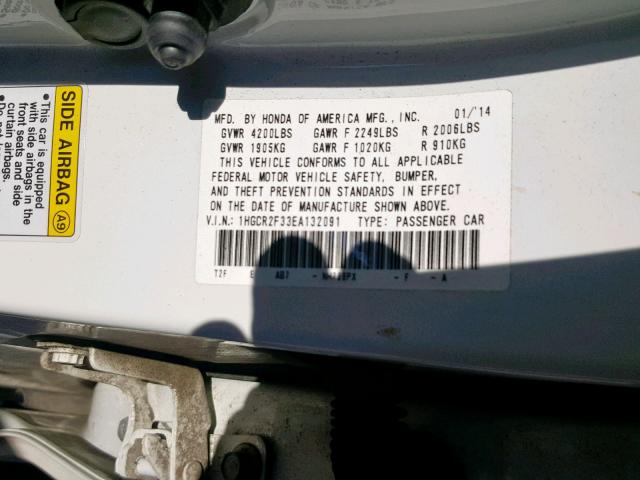 SIDE AIRBAG
A9
•This car is equipped
with side airbags in the
front seats and side
curtain airbags.
MFD. BY HONDA OF AMERICA MFG., INC. 01/'14
GVWR 4200LBS GAWR F 2249LBS R 2006LBS
GVWR 1905KG GAWR F 1020KG R 910KG
THIS VEHICLE CONFORMS TO ALL APPLICABLE
FEDERAL MOTOR VEHICLE SAFETY, BUMPER,
AND THEFT PREVENTION STANDARDS IN EFFECT
ON THE DATE OF MANUFACTURE SHOWN ABOVE.
V.I.N.: 1HGCR2F33EA132091 TYPE: PASSENGER CAR
T2F E AB7 - F - A